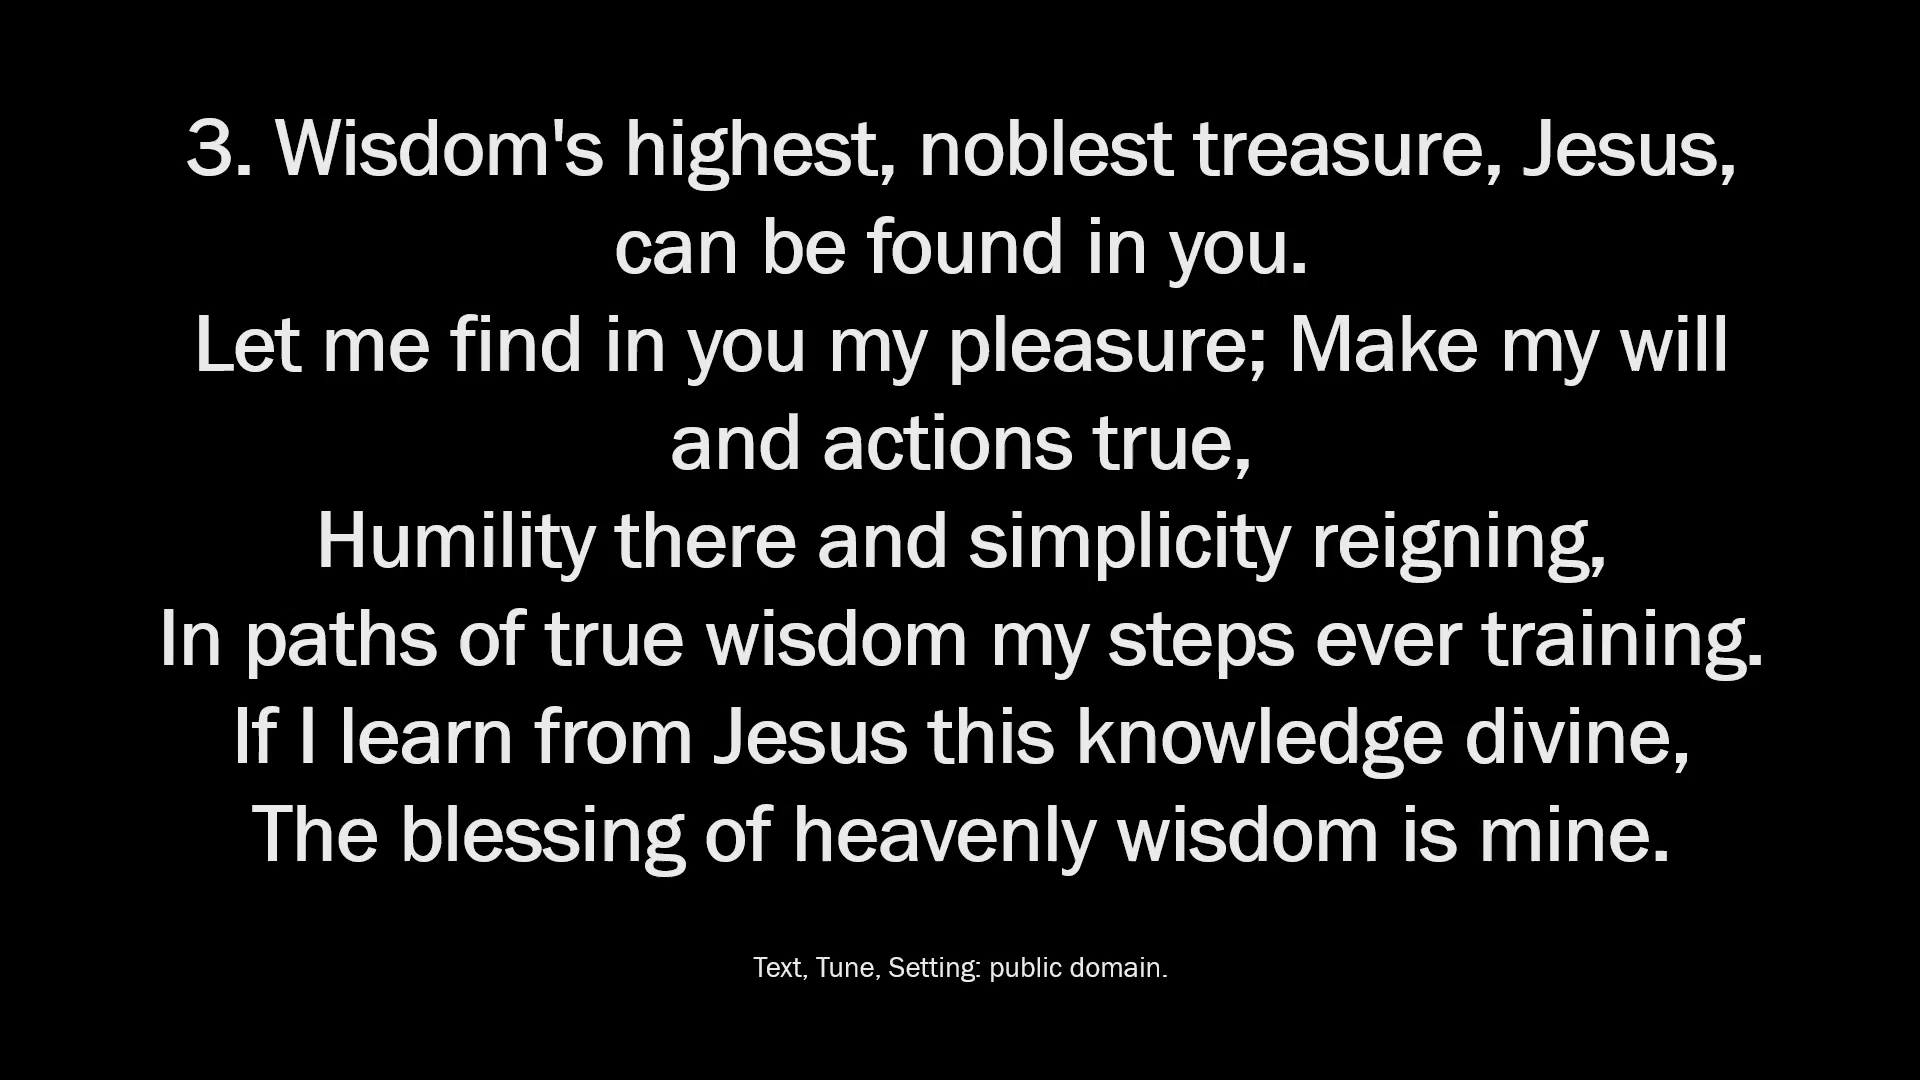 3. Wisdom's highest, noblest treasure, Jesus,
can be found in you.
Let me find in you my pleasure; Make my will
and actions true,
Humility there and simplicity reigning,
In paths of true wisdom my steps ever training.
If I learn from Jesus this knowledge divine,
The blessing of heavenly wisdom is mine.
Text, Tune, Setting: public domain.